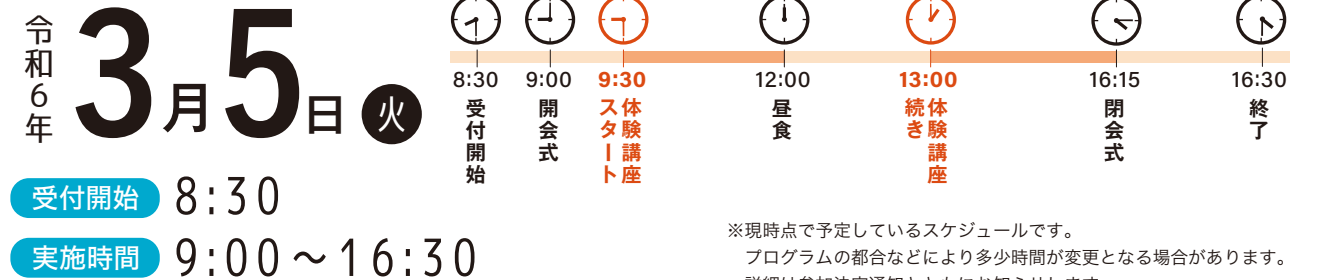 令和6年
3月5日 火
受付開始 8:30
実施時間 9:00～16:30
8:30
受付開始
9:00
開会式
9:30
体験講座
スタート
12:00
昼食
13:00
体験講座
続き
16:15
閉会式
16:30
終了
※現時点で予定しているスケジュールです。
プログラムの都合などにより多少時間が変更となる場合があります。